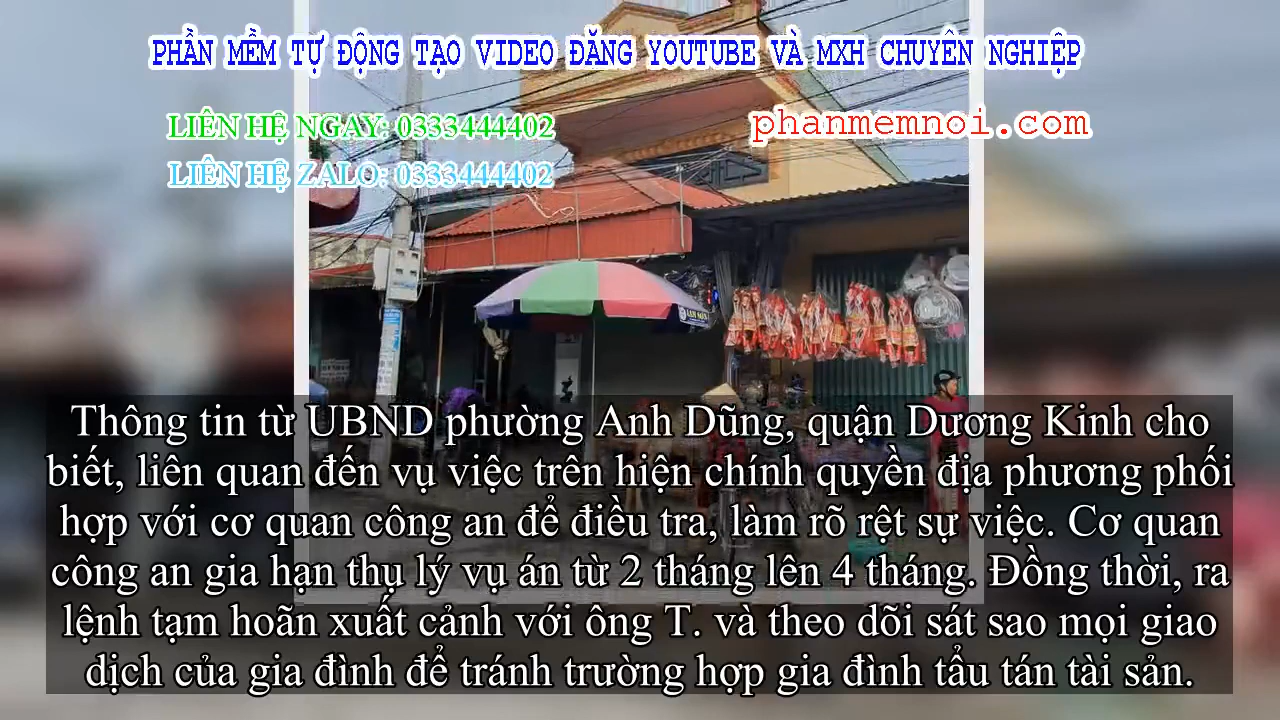 PHẦN MỀM TỰ ĐỘNG TẠO VIDEO ĐĂNG YOUTUBE VÀ MXH CHUYÊN NGHIỆP
LIÊN HỆ NGAY: 0333444402
phanmemnoi.com
LIÊN HỆ ZALO: 0333444402
Thông tin từ UBND phường Anh Dũng, quận Dương Kinh cho
biết, liên quan đến vụ việc trên hiện chính quyền địa phương phối
hợp với cơ quan công an để điều tra, làm rõ rệt sự việc. Cơ quan
công an gia hạn thụ lý vụ án từ 2 tháng lên 4 tháng. Đồng thời, ra
lệnh tạm hoãn xuất cảnh với ông T. và theo dõi sát sao mọi giao
dịch của gia đình để tránh trường hợp gia đình tẩu tán tài sản.